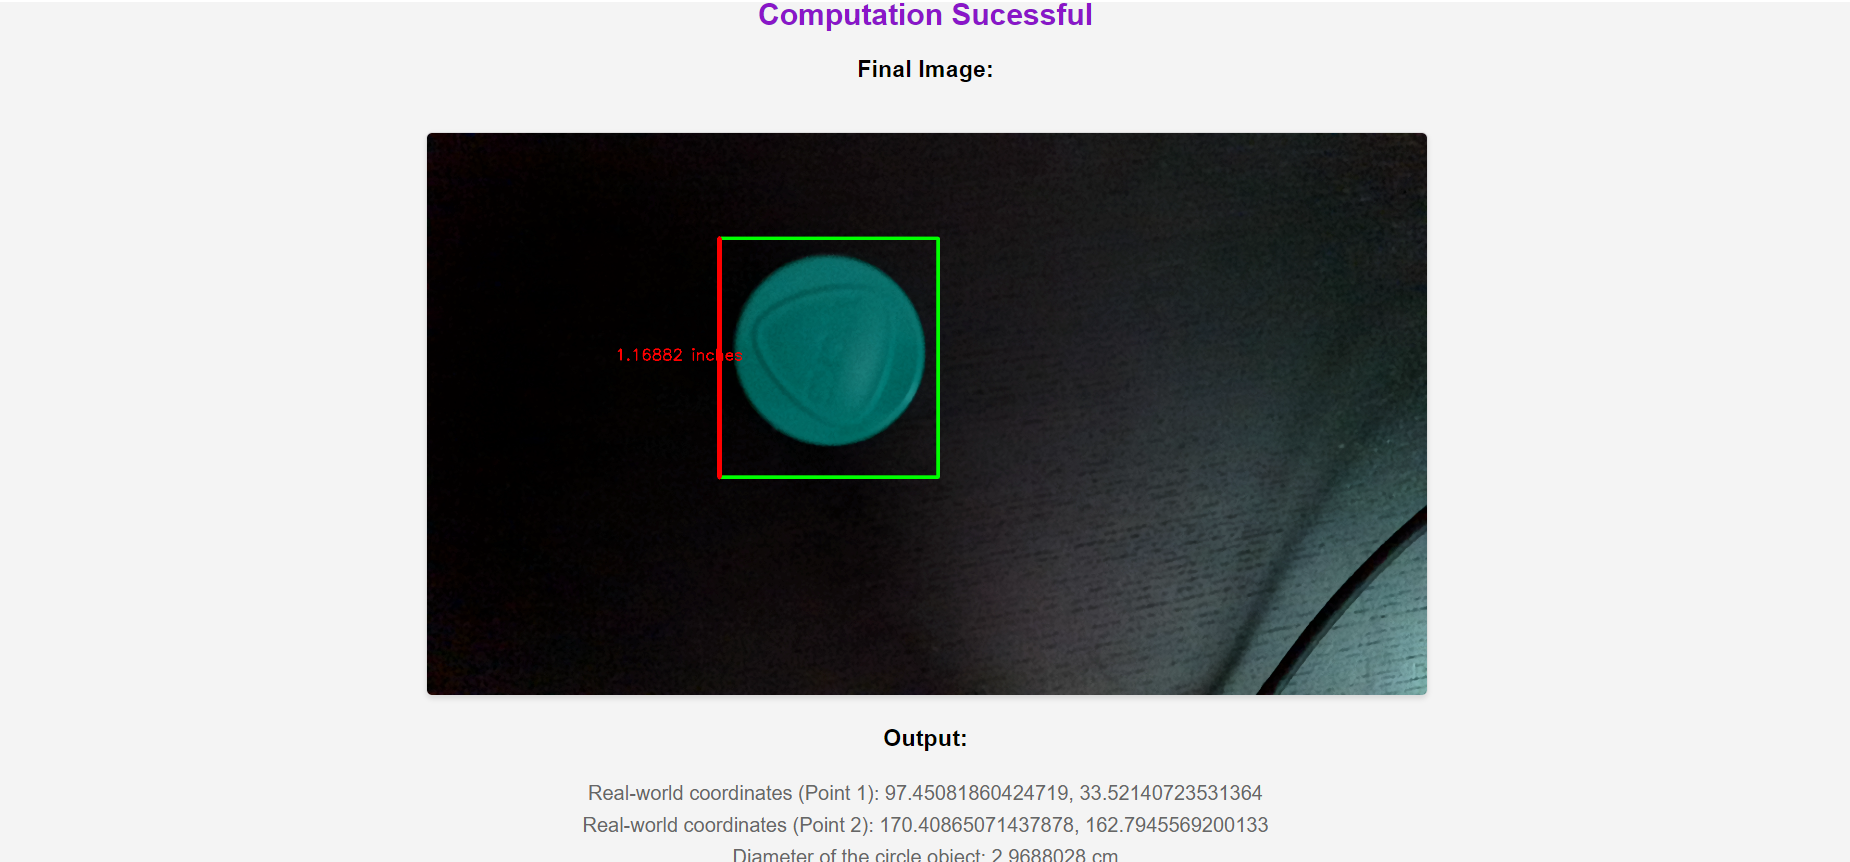 Computation Sucessful
Final Image:
1.16882 inches
Output:
Real-world coordinates (Point 1): 97.45081860424719, 33.52140723531364
Real-world coordinates (Point 2): 170.40865071437878, 162.7945569200133
Diameter of the circle object: 2.9688028 cm